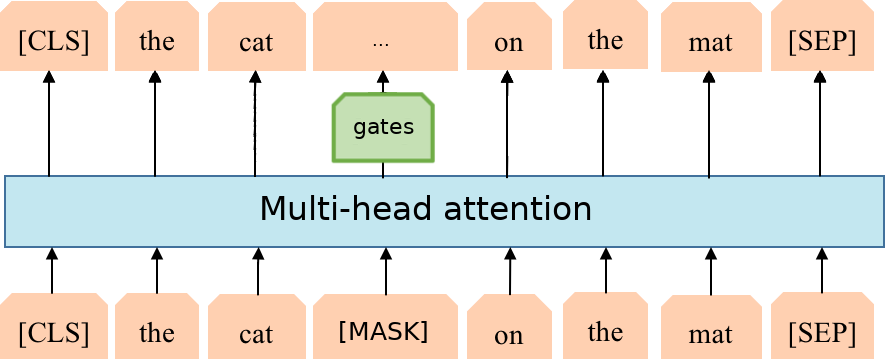 [CLS] the cat ... on the mat [SEP]
gates
Multi-head attention
[CLS] the cat [MASK] on the mat [SEP]